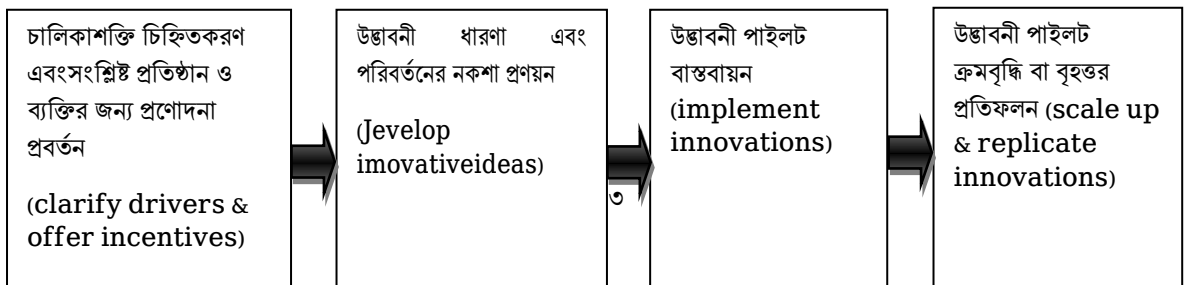 চালিকাশক্তি চিহ্নিতকরণ
এবংসংশ্লিষ্ট প্রতিষ্ঠান ও
ব্যক্তির জন্য প্রণোদনা
প্রবর্তন
(clarify drivers &
offer incentives)
উদ্ভাবনী ধারণা এবং
পরিবর্তনের নকশা প্রণয়ন
(Jevelop
imovativeideas)
৩
উদ্ভাবনী পাইলট
বাস্তবায়ন
(implement
innovations)
উদ্ভাবনী পাইলট
ক্রমবৃদ্ধি বা বৃহত্তর
প্রতিফলন (scale up
& replicate
innovations)